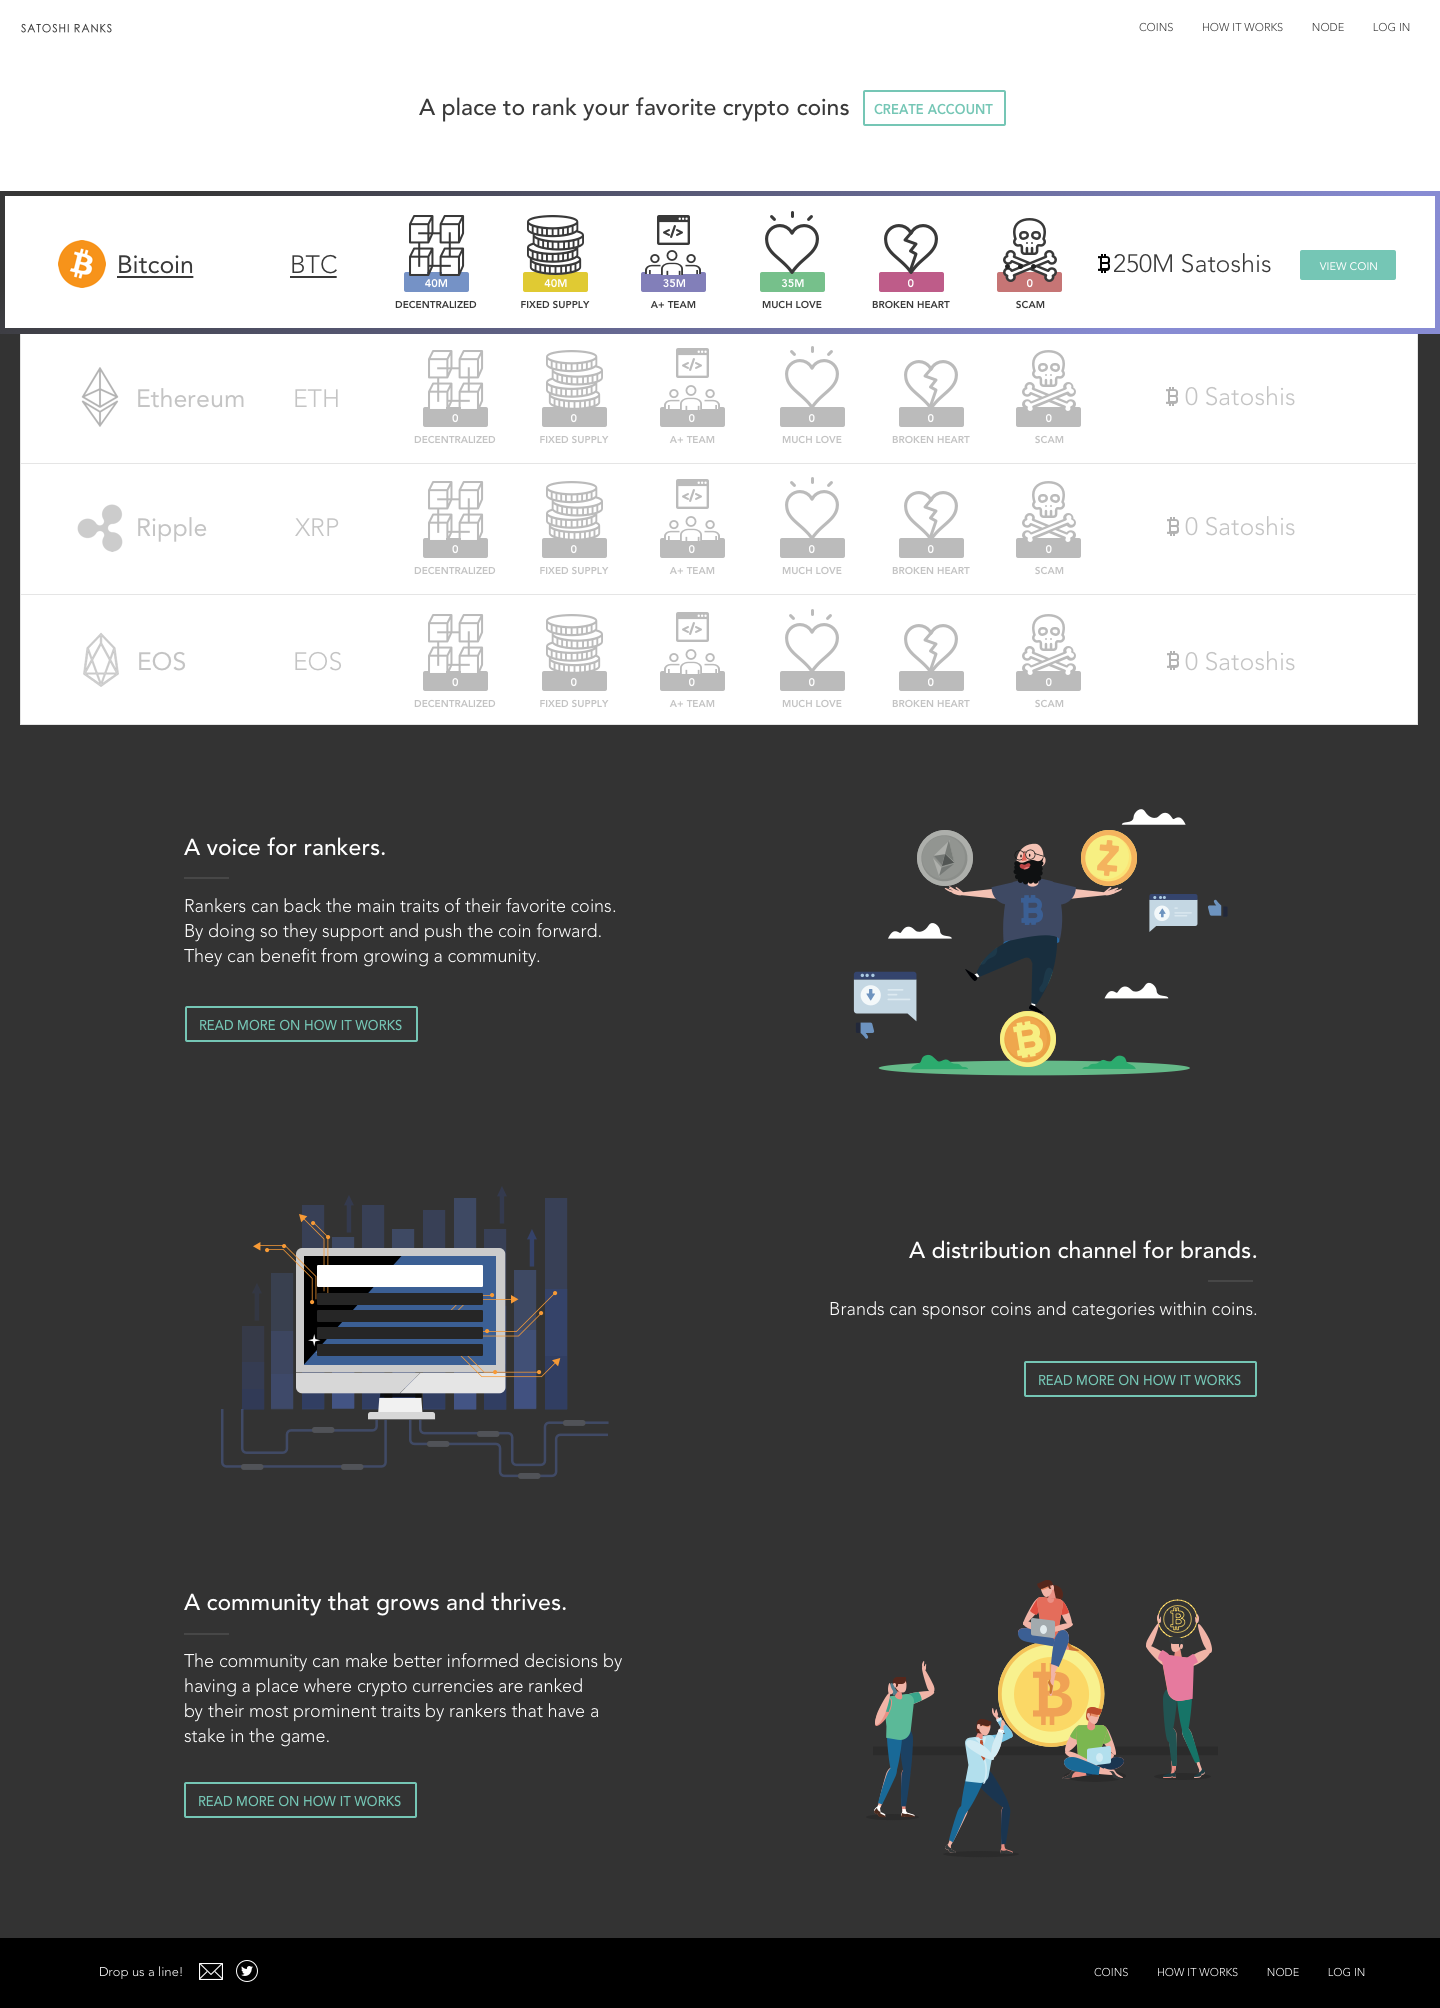 SATOSHI RANKS
COINS HOW IT WORKS NODE LOG IN
A place to rank your favorite crypto coins CREATE ACCOUNT
Bitcoin BTC 40M 40M 35M 35M 0 0 250M Satoshis VIEW COIN
DECENTRALIZED FIXED SUPPLY A+ TEAM MUCH LOVE BROKEN HEART SCAM
Ethereum ETH 0 0 0 0 0 0 0 Satoshis
DECENTRALIZED FIXED SUPPLY A+ TEAM MUCH LOVE BROKEN HEART SCAM
Ripple XRP 0 0 0 0 0 0 0 Satoshis
DECENTRALIZED FIXED SUPPLY A+ TEAM MUCH LOVE BROKEN HEART SCAM
EOS EOS 0 0 0 0 0 0 0 Satoshis
DECENTRALIZED FIXED SUPPLY A+ TEAM MUCH LOVE BROKEN HEART SCAM
A voice for rankers.
Rankers can back the main traits of their favorite coins.
By doing so they support and push the coin forward.
They can benefit from growing a community.
READ MORE ON HOW IT WORKS
A distribution channel for brands.
Brands can sponsor coins and categories within coins.
READ MORE ON HOW IT WORKS
A community that grows and thrives.
The community can make better informed decisions by
having a place where crypto currencies are ranked
by their most prominent traits by rankers that have a
stake in the game.
READ MORE ON HOW IT WORKS
Drop us a line!
COINS HOW IT WORKS NODE LOG IN